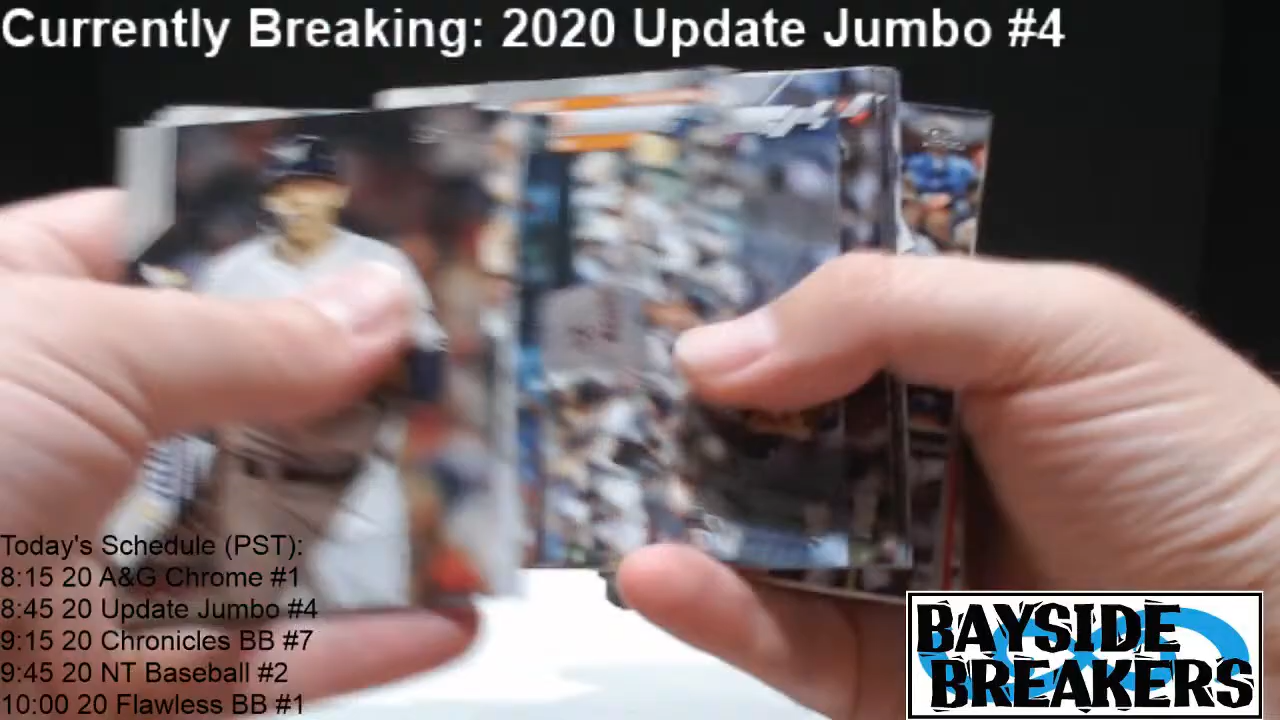 Currently Breaking: 2020 Update Jumbo #4
Today's Schedule (PST):
8:15 20 A&G Chrome #1
8:45 20 Update Jumbo #4
9:15 20 Chronicles BB #7
9:45 20 NT Baseball #2
10:00 20 Flawless BB #1
BAYSIDE
BREAKERS